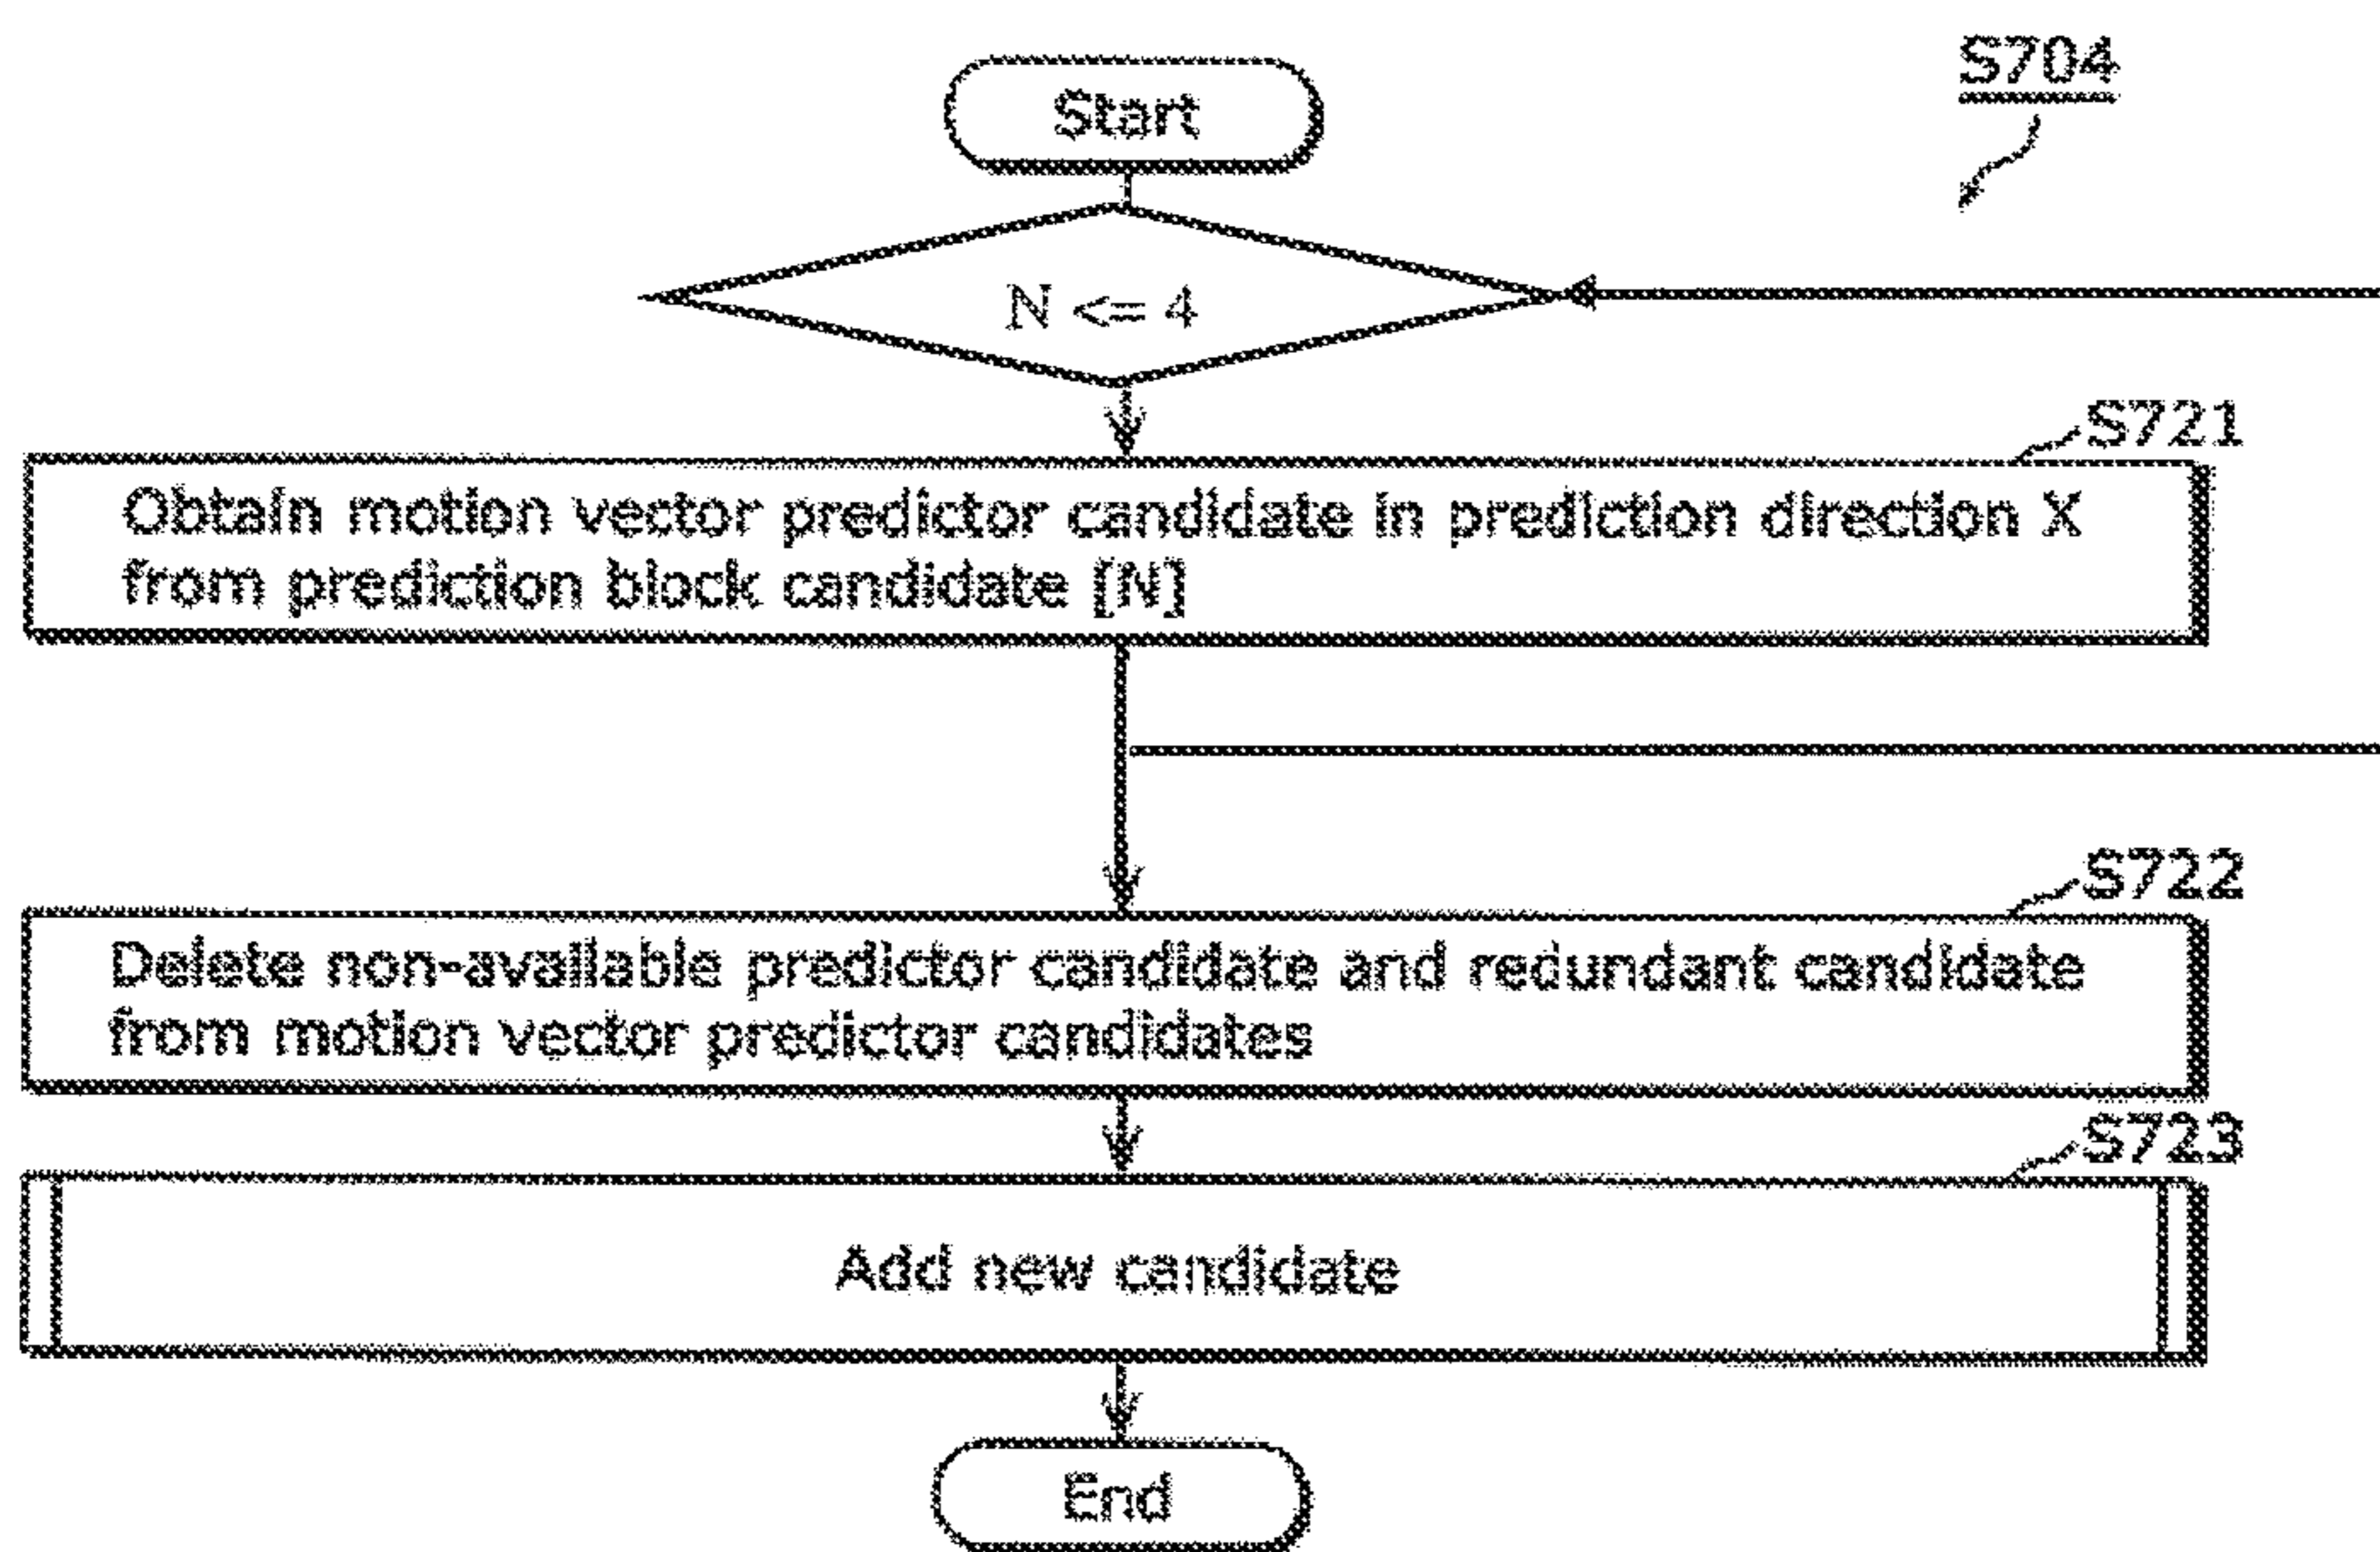 S704
Start
N <= 4
S721
Obtain motion vector predictor candidate in prediction direction X
from prediction block candidate [N]
S722
Delete non-available predictor candidate and redundant candidate
from motion vector predictor candidates
S723
Add new candidate
End